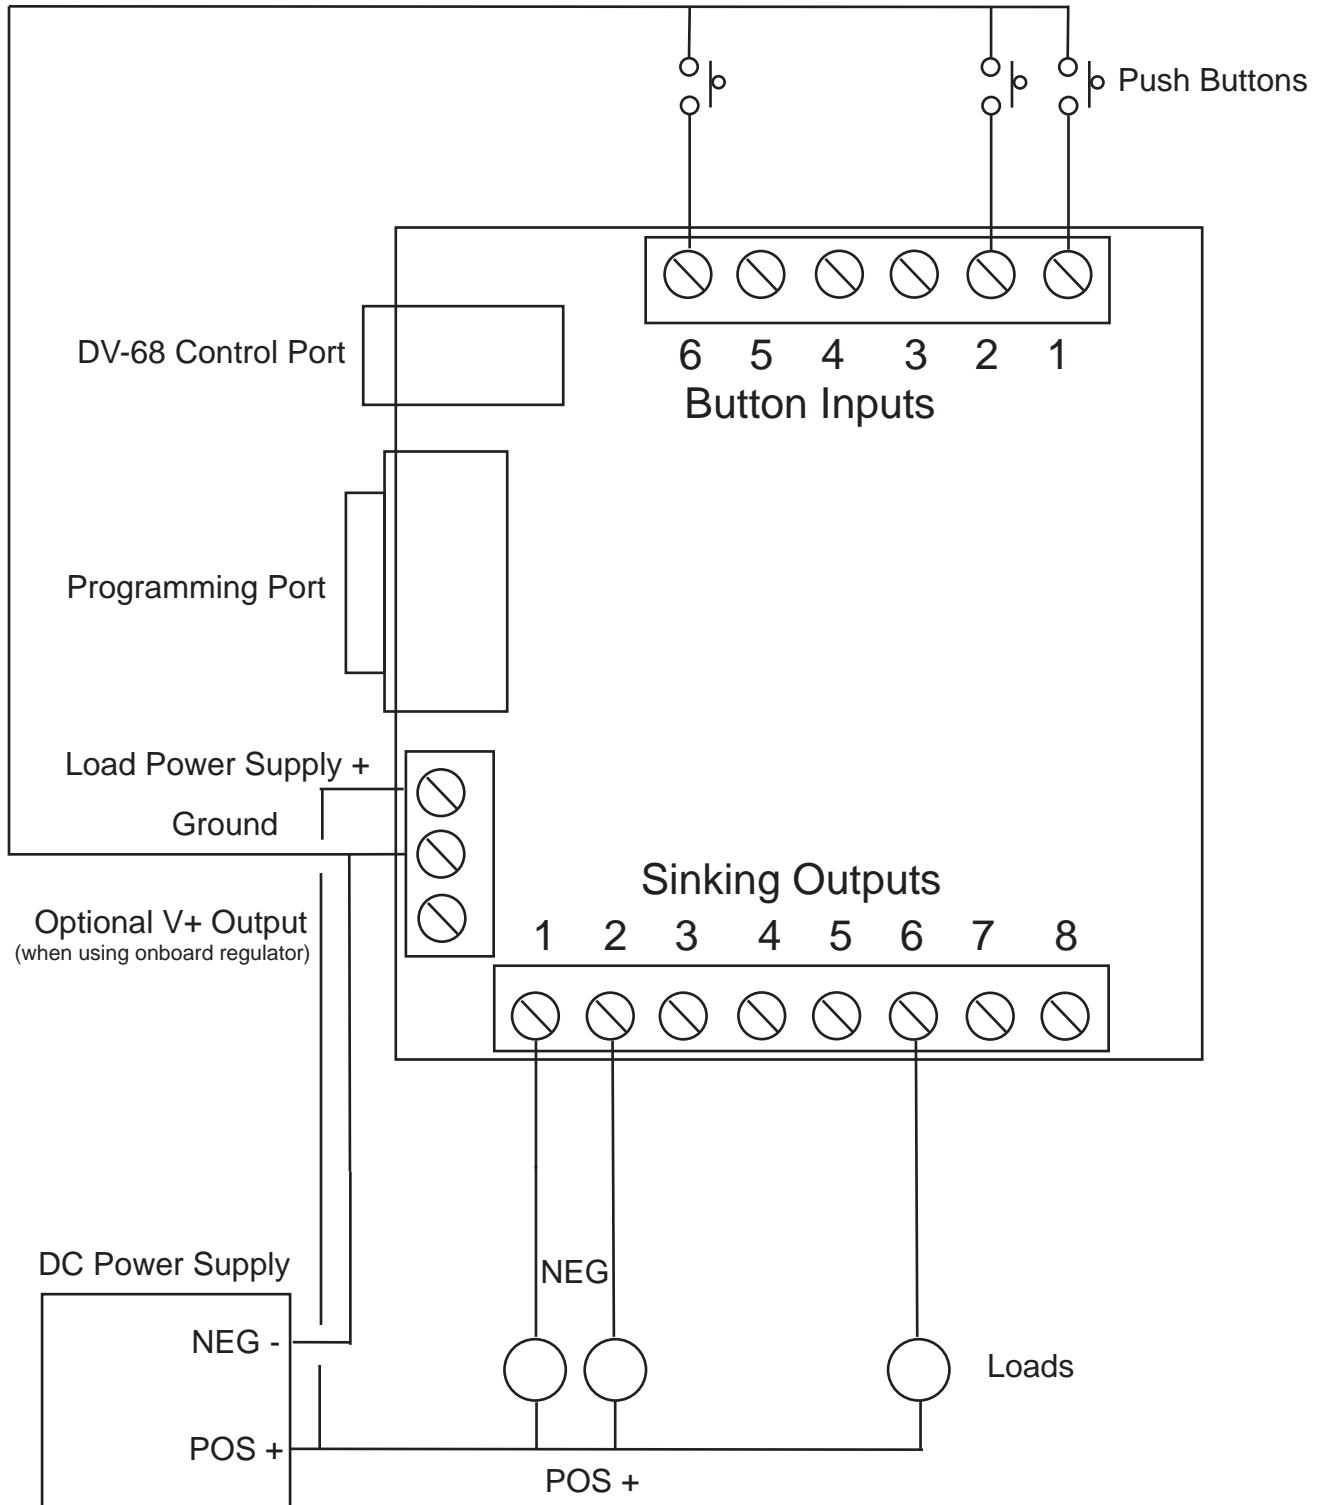 Push Buttons
6 5 4 3 2 1
Button Inputs
DV-68 Control Port
Programming Port
Load Power Supply +
Ground
Optional V+ Output
(when using onboard regulator)
Sinking Outputs
1 2 3 4 5 6 7 8
DC Power Supply
NEG
NEG -
Loads
POS +
POS +